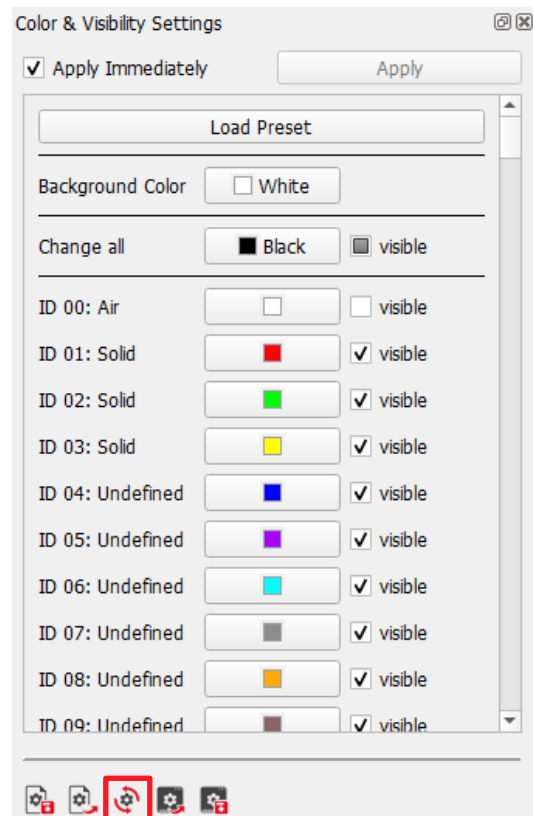 Color & Visibility Settings
Apply Immediately Apply
Load Preset
Background Color White
Change all Black visible
ID 00: Air visible
ID 01: Solid visible
ID 02: Solid visible
ID 03: Solid visible
ID 04: Undefined visible
ID 05: Undefined visible
ID 06: Undefined visible
ID 07: Undefined visible
ID 08: Undefined visible
ID 09: Undefined visible